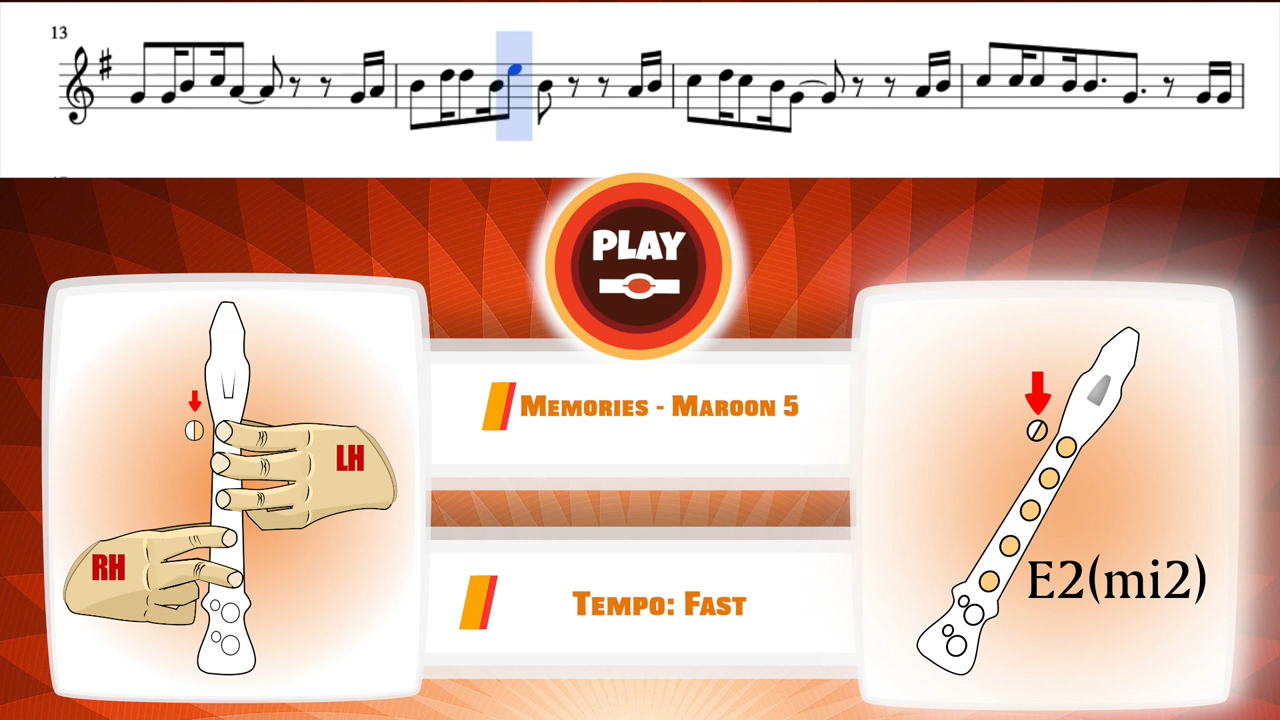 13
PLAY
LH
Memories - Maroon 5
RH
E2(mi2)
Tempo: Fast